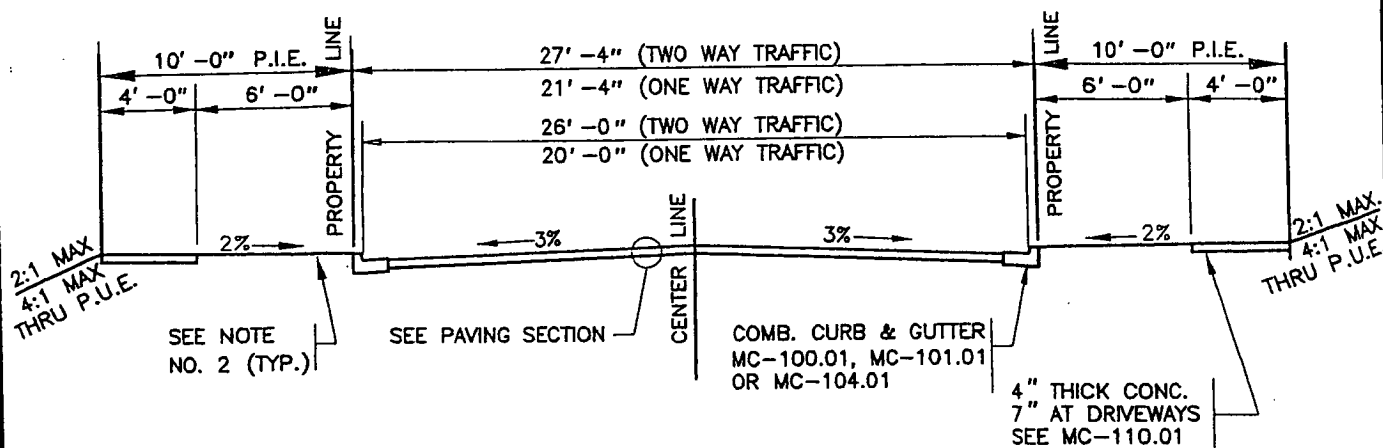 10'-0" P.I.E.
4'-0"
6'-0"
PROPERTY LINE
27'-4" (TWO WAY TRAFFIC)
21'-4" (ONE WAY TRAFFIC)
26'-0" (TWO WAY TRAFFIC)
20'-0" (ONE WAY TRAFFIC)
PROPERTY LINE
10'-0" P.I.E.
6'-0"
4'-0"
2:1 MAX
4:1 MAX
THRU P.U.E.
2%
3%
CENTER LINE
3%
2%
2:1 MAX.
4:1 MAX
THRU P.U.E
SEE NOTE
NO. 2 (TYP.)
SEE PAVING SECTION
COMB. CURB & GUTTER
MC-100.01, MC-101.01
OR MC-104.01
4" THICK CONC.
7" AT DRIVEWAYS
SEE MC-110.01